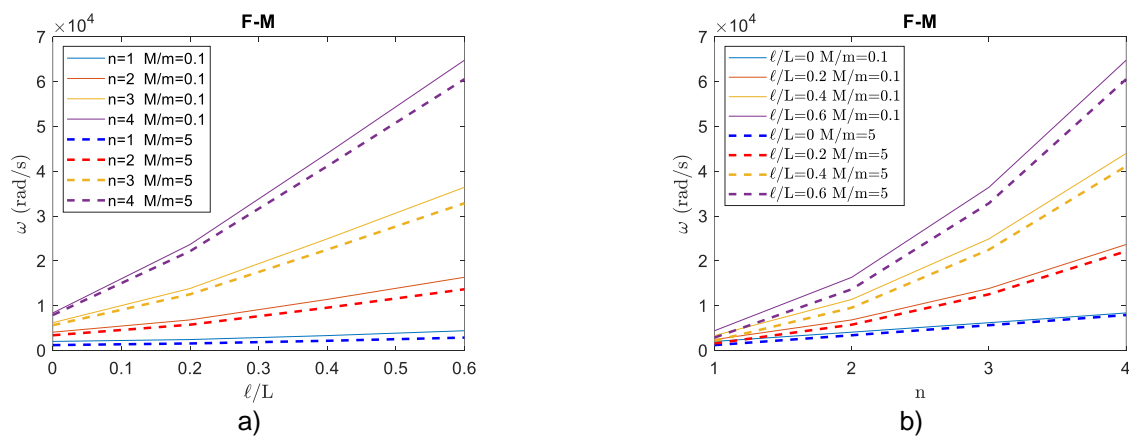 F-M
×10⁴
7
6
5
4
3
2
1
0
ω (rad/s)
n=1 M/m=0.1
n=2 M/m=0.1
n=3 M/m=0.1
n=4 M/m=0.1
n=1 M/m=5
n=2 M/m=5
n=3 M/m=5
n=4 M/m=5
0 0.1 0.2 0.3 0.4 0.5 0.6
ℓ/L
a)
F-M
×10⁴
7
6
5
4
3
2
1
0
ω (rad/s)
ℓ/L=0 M/m=0.1
ℓ/L=0.2 M/m=0.1
ℓ/L=0.4 M/m=0.1
ℓ/L=0.6 M/m=0.1
ℓ/L=0 M/m=5
ℓ/L=0.2 M/m=5
ℓ/L=0.4 M/m=5
ℓ/L=0.6 M/m=5
1 2 3 4
n
b)